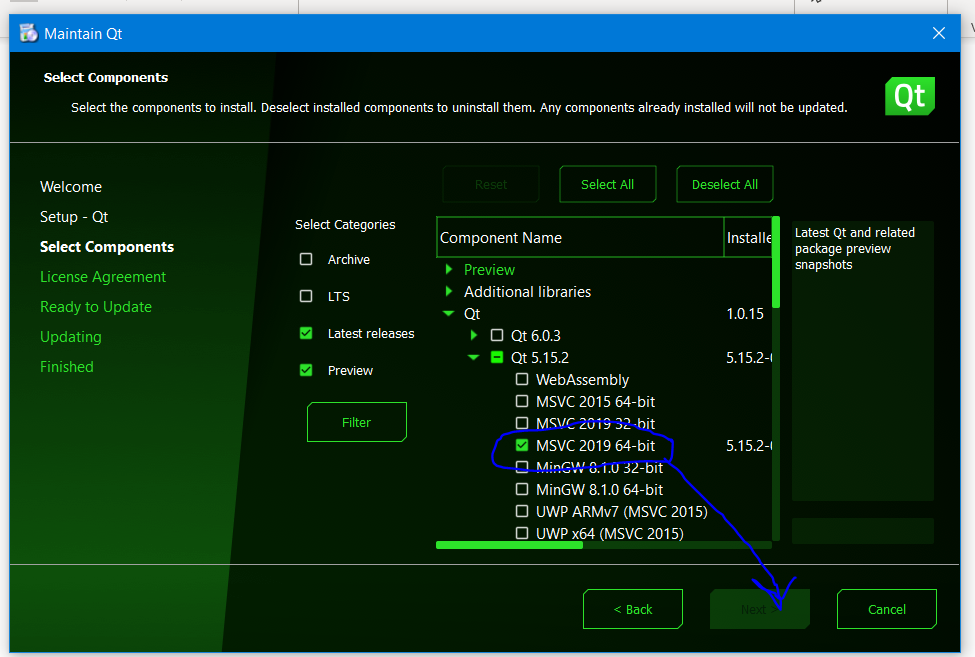 Maintain Qt
Select Components
Select the components to install. Deselect installed components to uninstall them. Any components already installed will not be updated.
Qt
Welcome
Setup - Qt
Select Components
License Agreement
Ready to Update
Updating
Finished
Select Categories
Archive
LTS
Latest releases
Preview
Filter
Reset
Select All
Deselect All
Component Name
Installe
Preview
Additional libraries
Qt 1.0.15
Qt 6.0.3
Qt 5.15.2 5.15.2-0
WebAssembly
MSVC 2015 64-bit
MSVC 2019 32-bit
MSVC 2019 64-bit 5.15.2-0
MinGW 8.1.0 32-bit
MinGW 8.1.0 64-bit
UWP ARMv7 (MSVC 2015)
UWP x64 (MSVC 2015)
Latest Qt and related
package preview
snapshots
< Back
Next >
Cancel